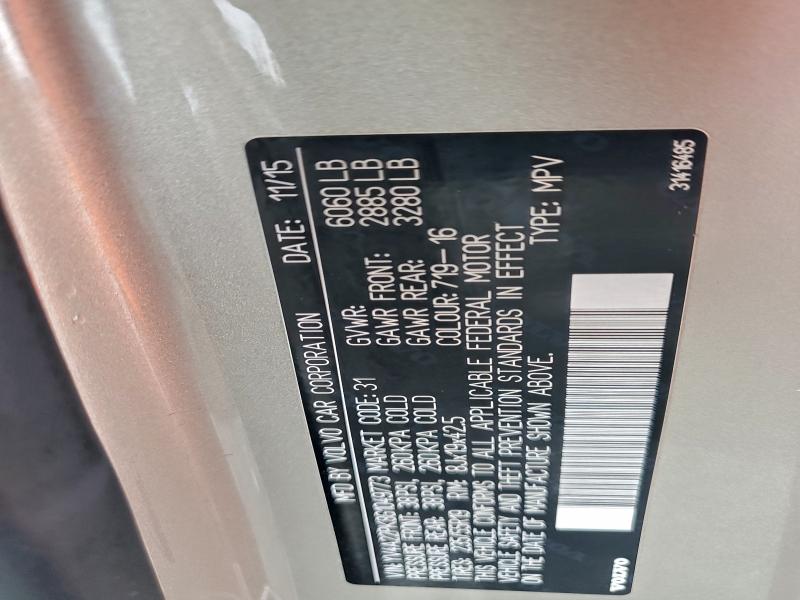 MFD BY VOLVO CAR CORPORATION DATE: 11/15
GVWR: 6060 LB
GAWR FRONT: 2885 LB
GAWR REAR: 3280 LB
VIN: MARKET CODE: 31
PRESSURE FRONT: 38PSI, 260KPA COLD
PRESSURE REAR: 38PSI, 260KPA COLD COLOUR: 719-16
TIRES: 235/55R19 RIM: 8Jx19x42.5
THIS VEHICLE CONFORMS TO ALL APPLICABLE FEDERAL MOTOR
VEHICLE SAFETY AND THEFT PREVENTION STANDARDS IN EFFECT
ON THE DATE OF MANUFACTURE SHOWN ABOVE. TYPE: MPV
VOLVO 31416485